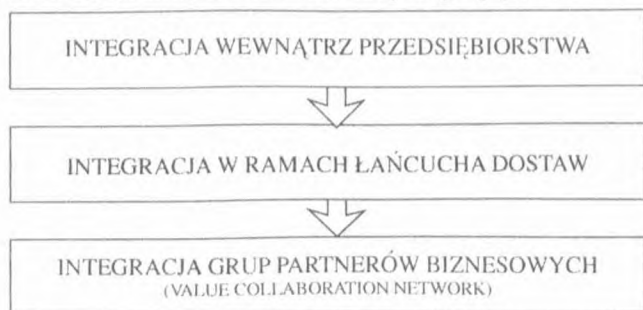 INTEGRACJA WEWNĄTRZ PRZEDSIĘBIORSTWA
INTEGRACJA W RAMACH ŁAŃCUCHA DOSTAW
INTEGRACJA GRUP PARTNERÓW BIZNESOWYCH
(VALUE COLLABORATION NETWORK)